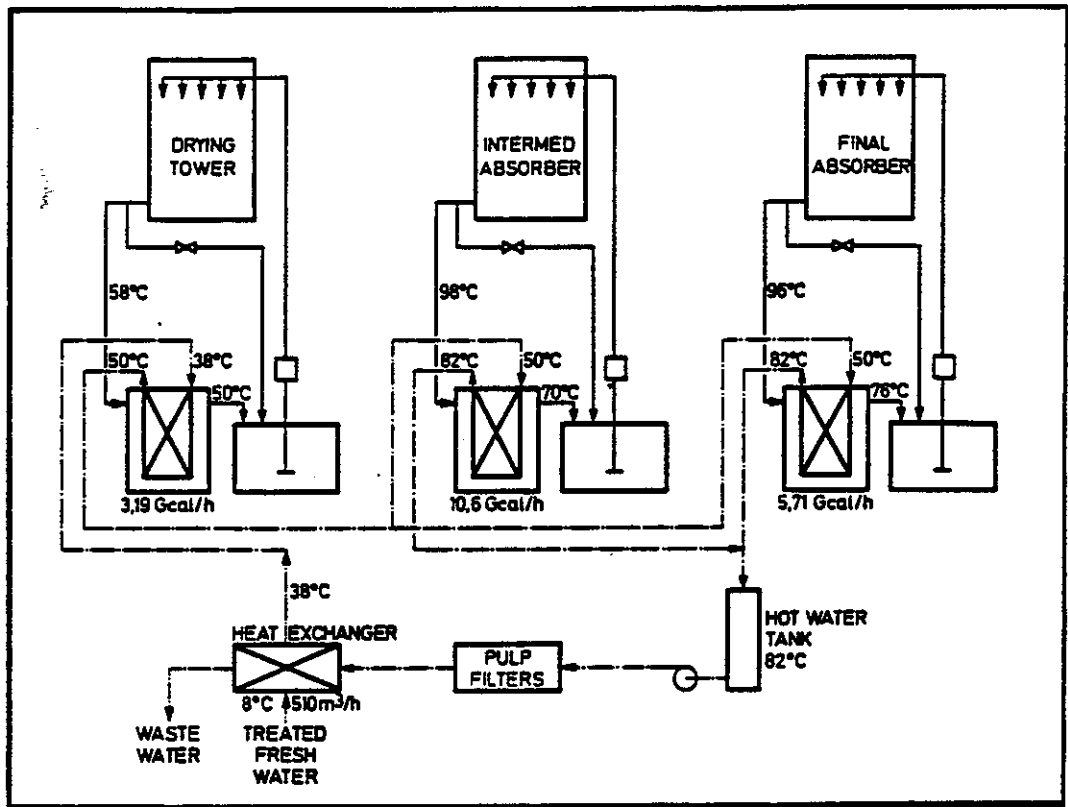 DRYING
TOWER
INTERMED
ABSORBER
FINAL
ABSORBER
58°C
98°C
96°C
50°C
38°C
82°C
50°C
82°C
50°C
50°C
70°C
76°C
3,19 Gcal/h
10,6 Gcal/h
5,71 Gcal/h
38°C
HEAT EXCHANGER
PULP
FILTERS
HOT WATER
TANK
82°C
8°C
510m³/h
WASTE
WATER
TREATED
FRESH
WATER